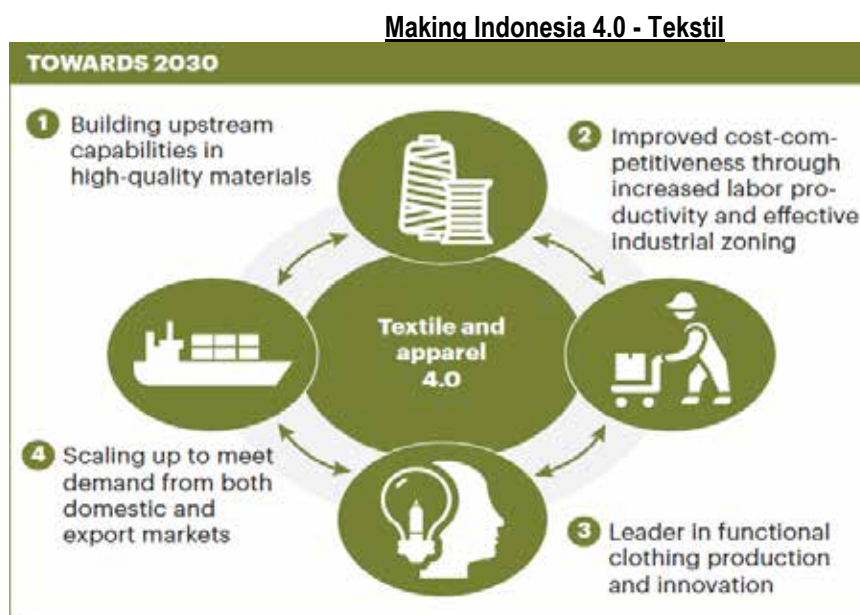 Making Indonesia 4.0 - Tekstil
TOWARDS 2030
1 Building upstream
capabilities in
high-quality materials
2 Improved cost-com-
petitiveness through
increased labor pro-
ductivity and effective
industrial zoning
Textile and
apparel
4.0
4 Scaling up to meet
demand from both
domestic and
export markets
3 Leader in functional
clothing production
and innovation